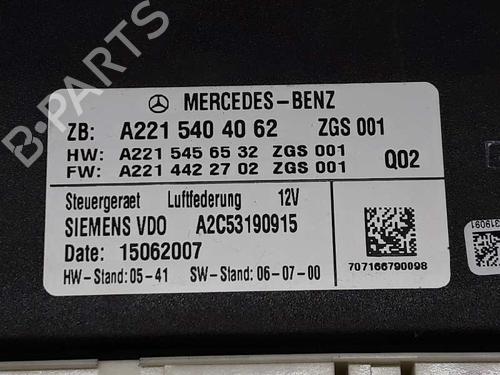 MERCEDES-BENZ
ZB: A221 540 40 62 ZGS 001
HW: A221 545 65 32 ZGS 001 Q02
FW: A221 442 27 02 ZGS 001
Steuergeraet Luftfederung 12V
SIEMENS VDO A2C53190915
Date: 15062007
HW-Stand: 05-41 SW-Stand: 06-07-00
707166790098
B-Parts